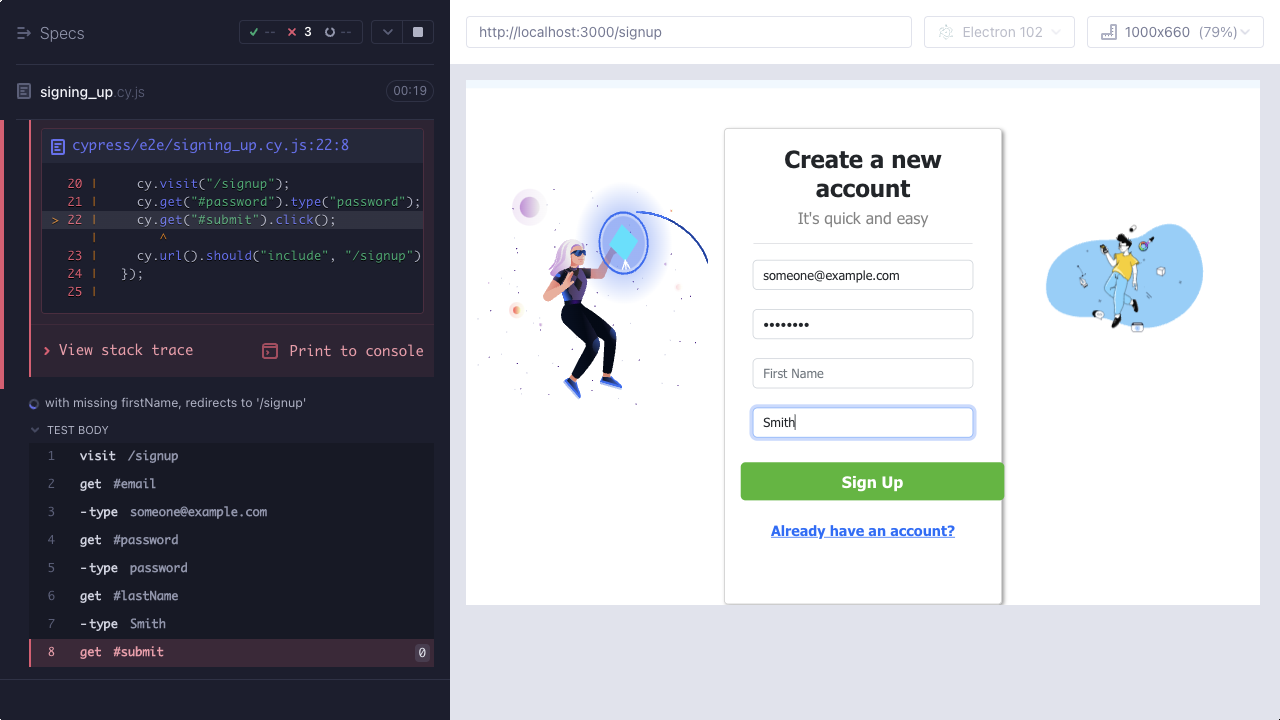 Specs
-- 3 --
signing_up.cy.js
00:19
cypress/e2e/signing_up.cy.js:22:8
20 | cy.visit("/signup");
21 | cy.get("#password").type("password");
> 22 | cy.get("#submit").click();
| ^
23 | cy.url().should("include", "/signup")
24 | });
25 |
View stack trace
Print to console
with missing firstName, redirects to '/signup'
TEST BODY
1 visit /signup
2 get #email
3 -type someone@example.com
4 get #password
5 -type password
6 get #lastName
7 -type Smith
8 get #submit 0
http://localhost:3000/signup
Electron 102
1000x660 (79%)
Create a new
account
It's quick and easy
someone@example.com
••••••••
First Name
Smith
Sign Up
Already have an account?